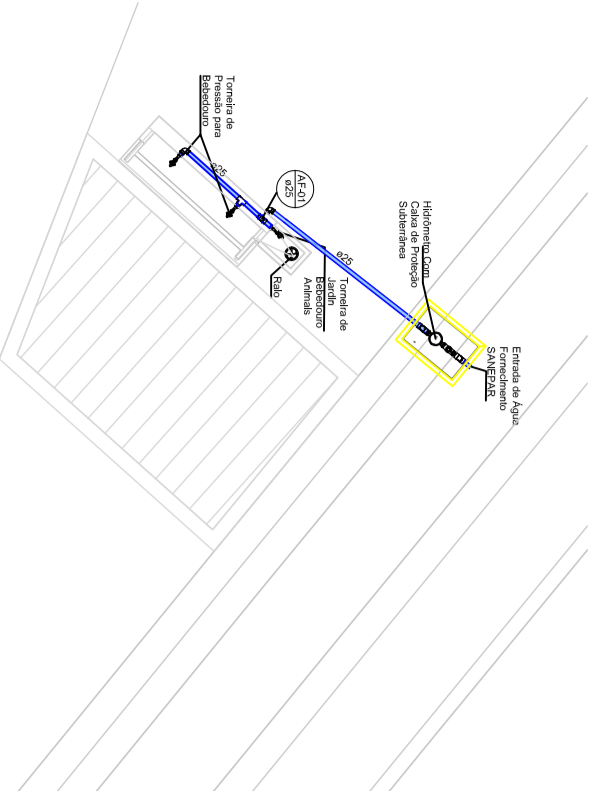 Entrada de Água
Fornecimento
SANEPAR
Hidrômetro Com
Caixa de Proteção
Subterrânea
Torneira de
Jardin
Bebedouro
Animais
ø25
AF-01
ø25
Ralo
Torneira de
Pressão para
Bebedouro
ø25